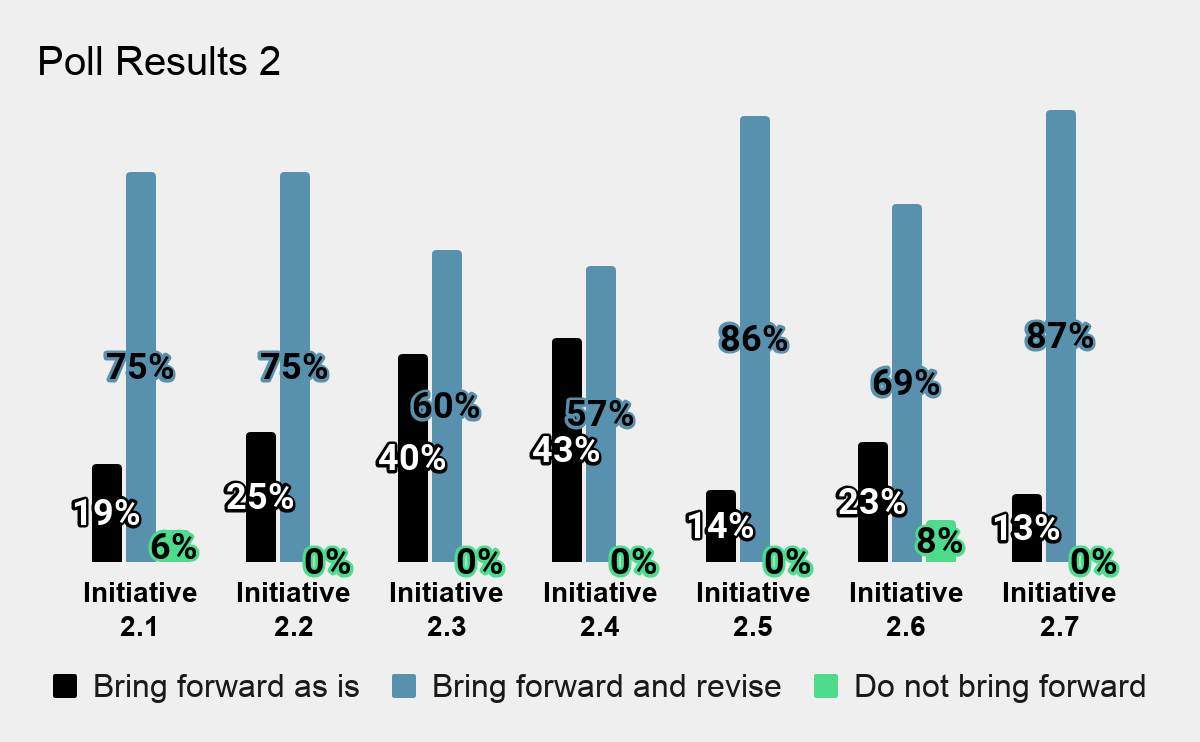 Poll Results 2
75%
75%
60%
57%
86%
69%
87%
19%
25%
40%
43%
14%
23%
13%
6%
0%
0%
0%
0%
8%
0%
Initiative 2.1
Initiative 2.2
Initiative 2.3
Initiative 2.4
Initiative 2.5
Initiative 2.6
Initiative 2.7
Bring forward as is
Bring forward and revise
Do not bring forward